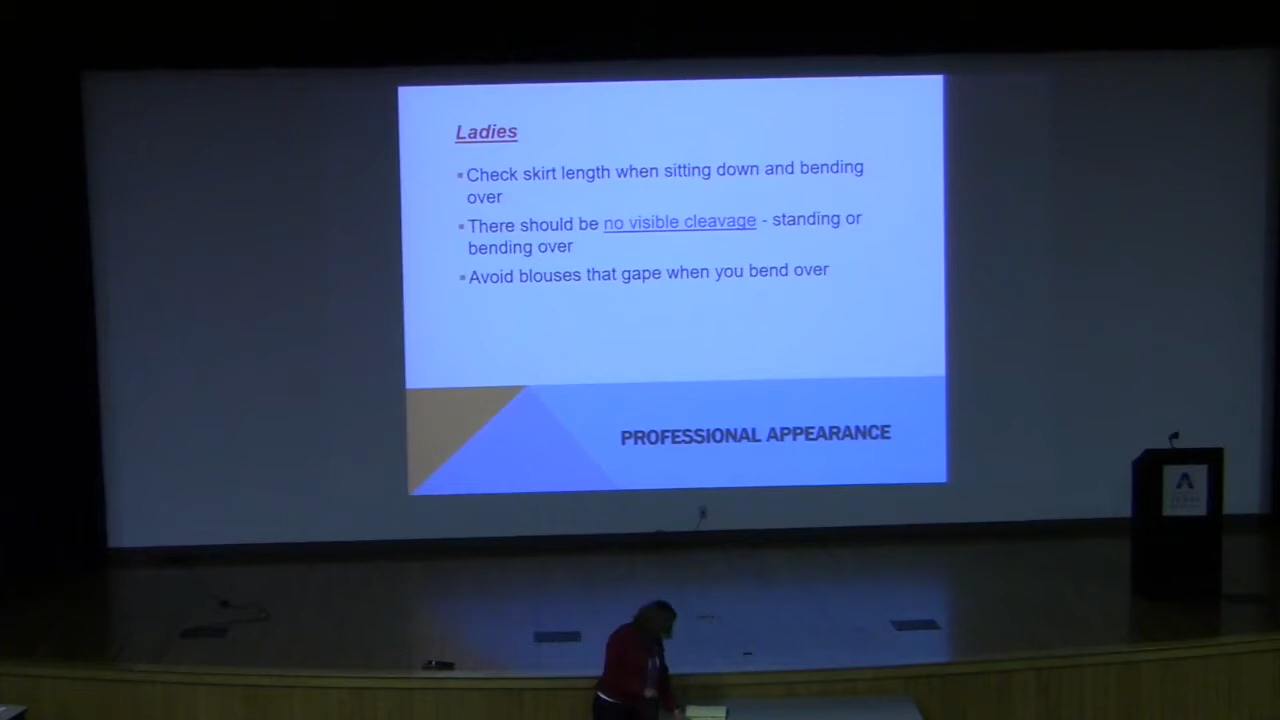 Ladies
▪Check skirt length when sitting down and bending
over
▪There should be no visible cleavage - standing or
bending over
▪Avoid blouses that gape when you bend over
PROFESSIONAL APPEARANCE